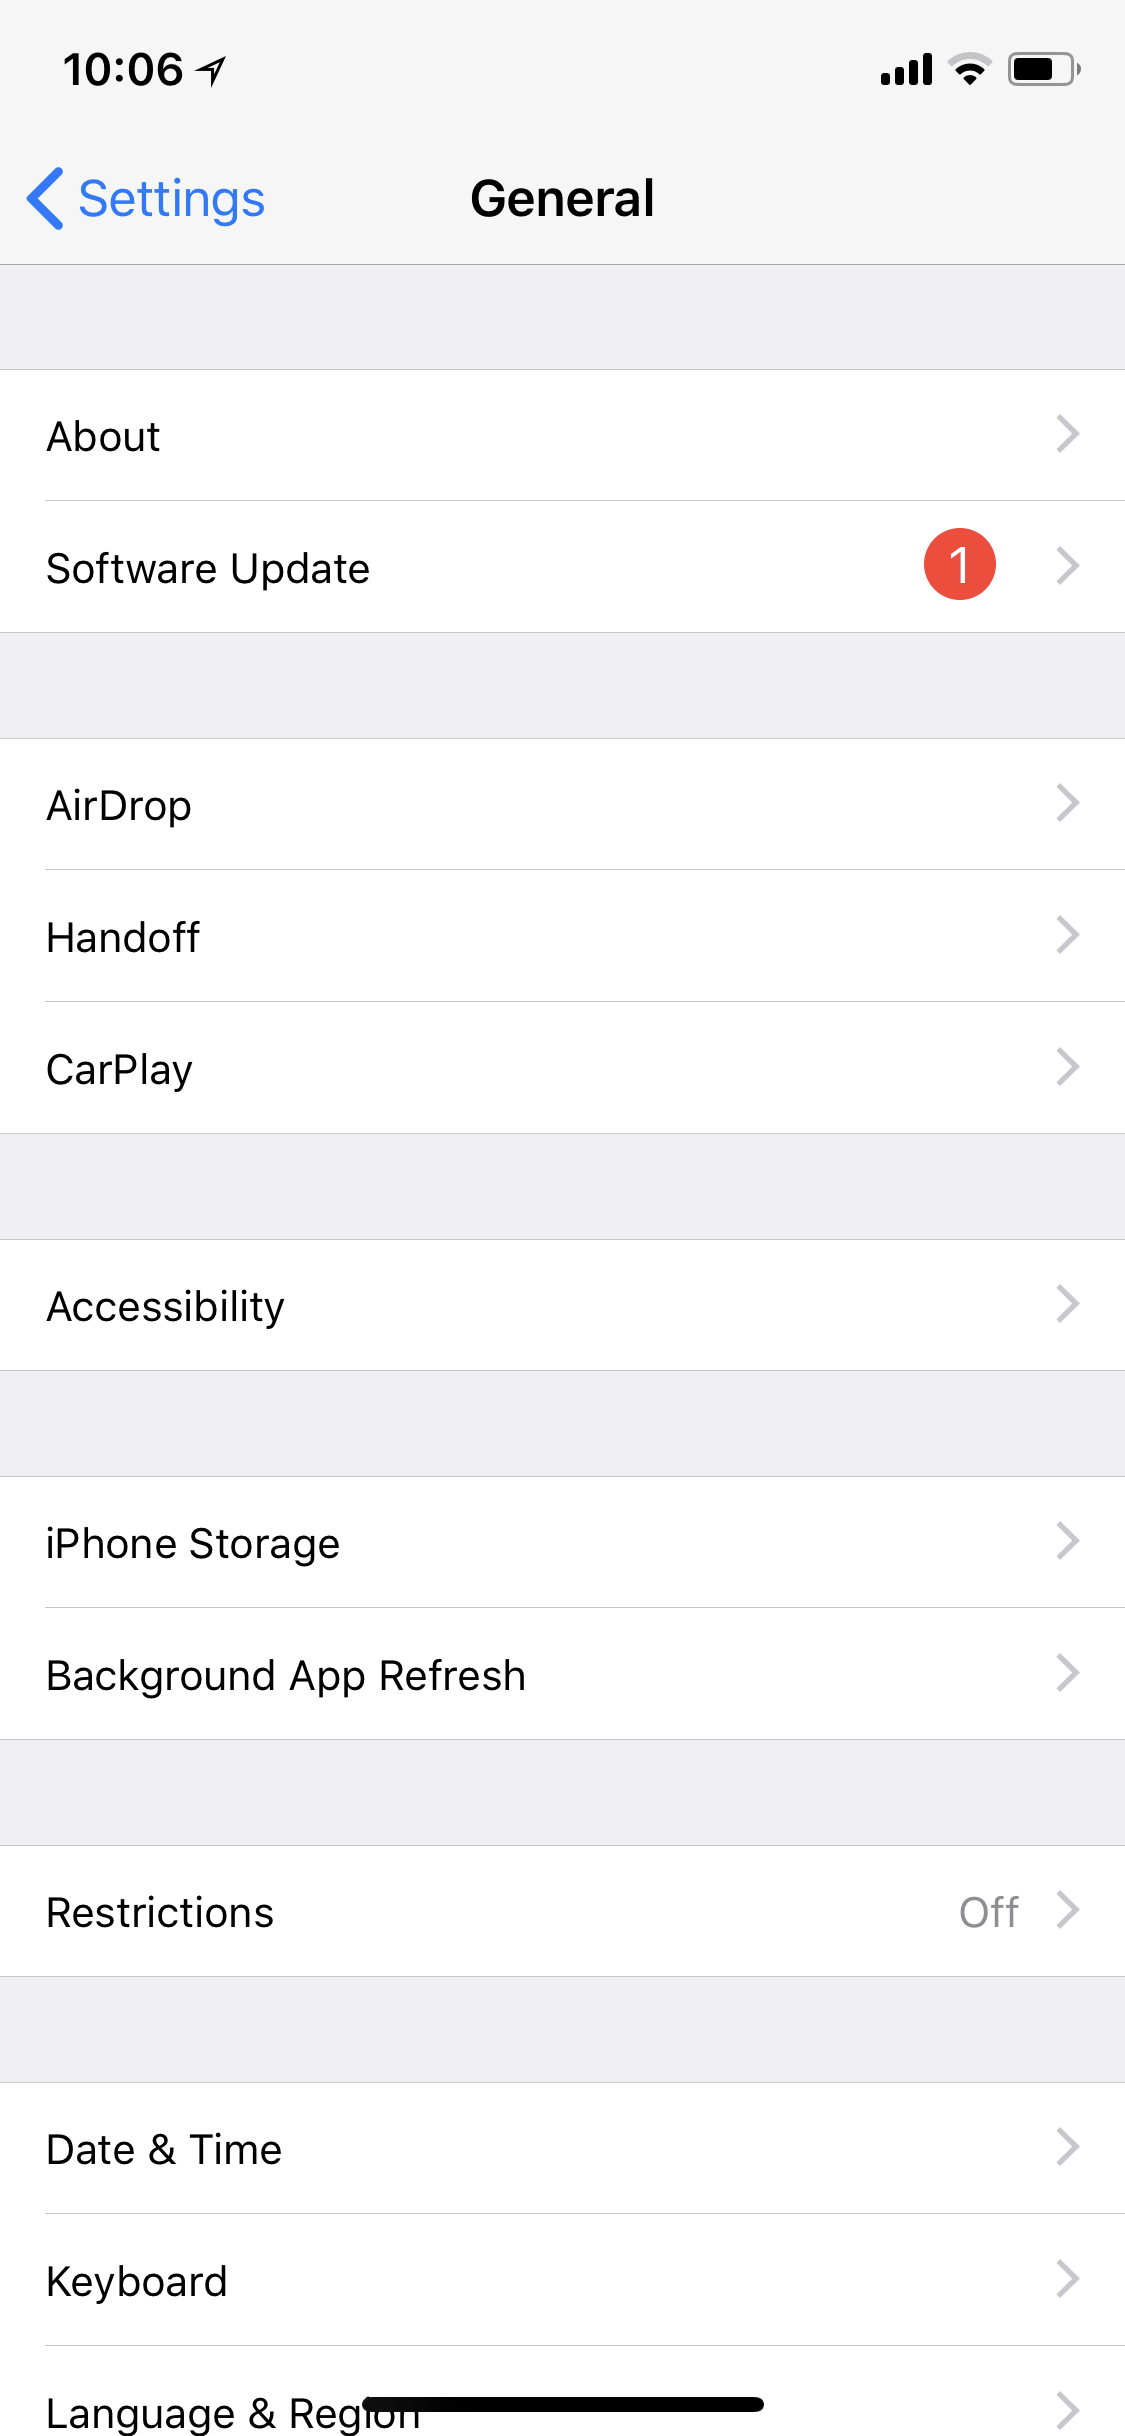 10:06
Settings
General
About
Software Update
1
AirDrop
Handoff
CarPlay
Accessibility
iPhone Storage
Background App Refresh
Restrictions
Off
Date & Time
Keyboard
Language & Region